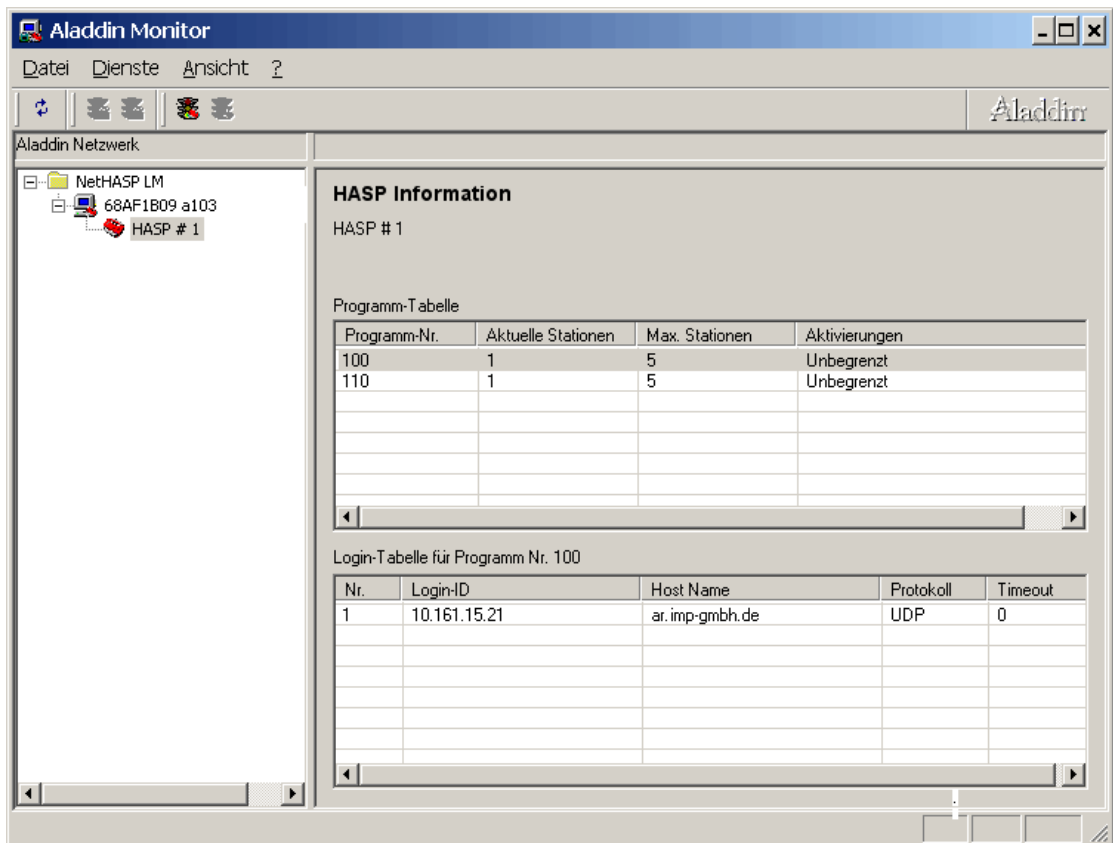 Aladdin Monitor
Datei Dienste Ansicht ?
Aladdin
Aladdin Netzwerk
NetHASP LM
68AF1B09 a103
HASP # 1
HASP Information
HASP # 1
Programm-Tabelle
Programm-Nr. Aktuelle Stationen Max. Stationen Aktivierungen
100 1 5 Unbegrenzt
110 1 5 Unbegrenzt
Login-Tabelle für Programm Nr. 100
Nr. Login-ID Host Name Protokoll Timeout
1 10.161.15.21 ar.imp-gmbh.de UDP 0